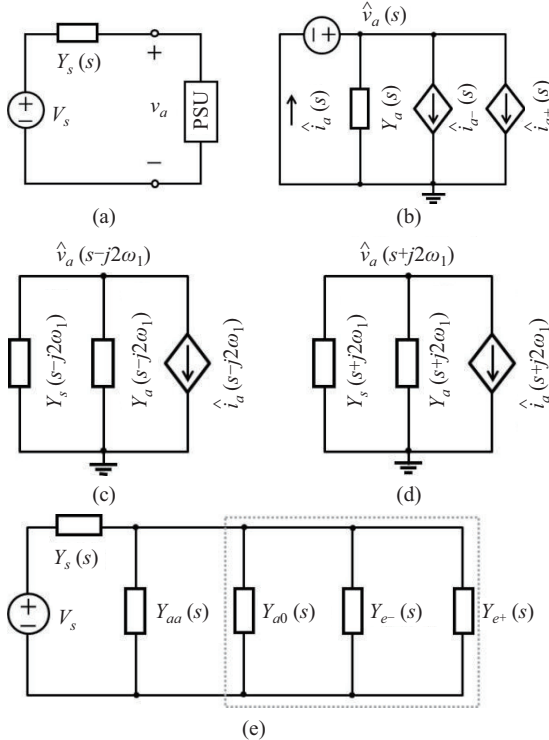 Y_s (s)
+
V_s
v_a
PSU
−
(a)
v̂_a (s)
î_a (s)
Y_a (s)
î_a− (s)
î_a+ (s)
(b)
v̂_a (s−j2ω_1)
Y_s (s−j2ω_1)
Y_a (s−j2ω_1)
î_a (s−j2ω_1)
(c)
v̂_a (s+j2ω_1)
Y_s (s+j2ω_1)
Y_a (s+j2ω_1)
î_a (s+j2ω_1)
(d)
Y_s (s)
V_s
Y_aa (s)
Y_a0 (s)
Y_e− (s)
Y_e+ (s)
(e)